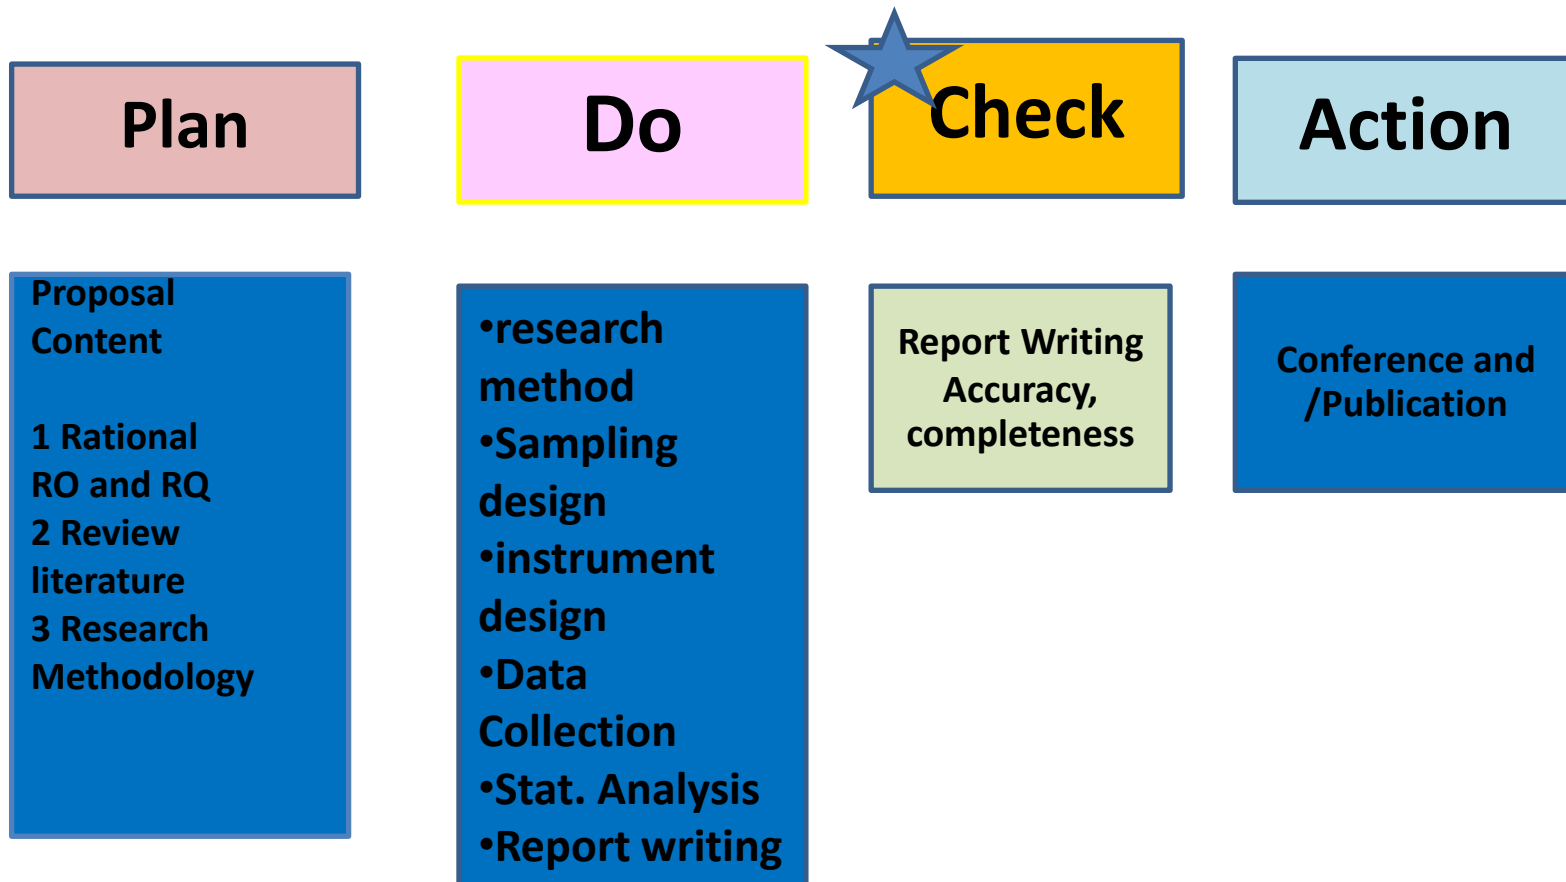 Plan
Do
Check
Action
Proposal
Content
1 Rational
RO and RQ
2 Review
literature
3 Research
Methodology
•research
method
•Sampling
design
•instrument
design
•Data
Collection
•Stat. Analysis
•Report writing
Report Writing
Accuracy,
completeness
Conference and
/Publication